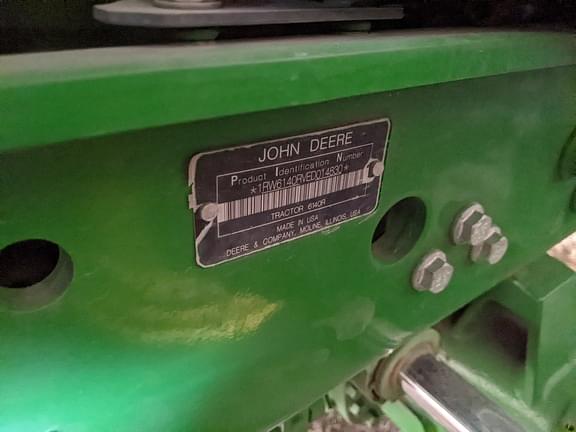 JOHN DEERE
Product Identification Number
*1RW6140RVED014830*
TRACTOR 6140R
MADE IN USA
DEERE & COMPANY, MOLINE, ILLINOIS, USA